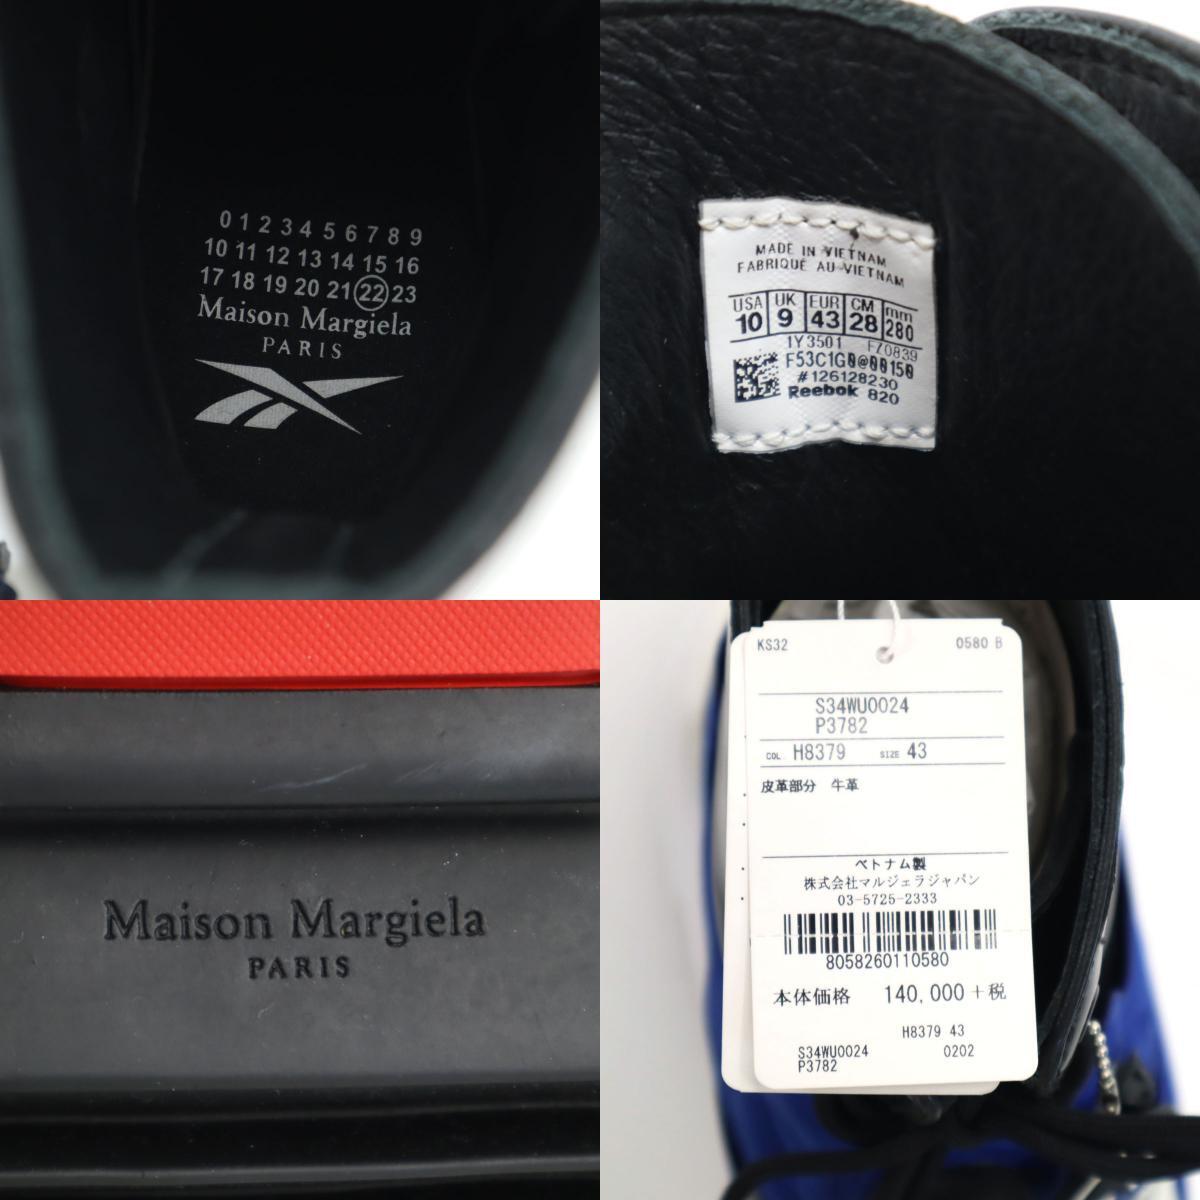 0 1 2 3 4 5 6 7 8 9
10 11 12 13 14 15 16
17 18 19 20 21 22 23
Maison Margiela
PARIS
MADE IN VIETNAM
FABRIQUÉ AU VIETNAM
USA UK EUR CM mm
10 9 43 28 280
1Y3501 FZ0839
F53C1G0@00150
#126128230
Reebok 820
Maison Margiela
PARIS
KS32 0580 B
S34WU0024
P3782
COL. H8379 SIZE 43
皮革部分 牛革
ベトナム製
株式会社マルジェラジャパン
03-5725-2333
8058260110580
本体価格 140,000+税
H8379 43
S34WU0024 0202
P3782